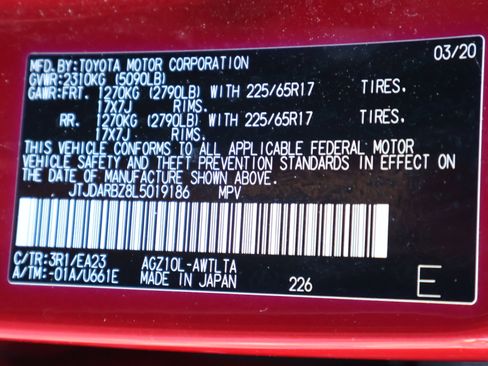 MFD.BY:TOYOTA MOTOR CORPORATION 03/20
GVWR:2310KG (5090LB)
GAWR:FRT. 1270KG (2790LB) WITH 225/65R17 TIRES.
17X7J RIMS.
RR. 1270KG (2790LB) WITH 225/65R17 TIRES.
17X7J RIMS.
THIS VEHICLE CONFORMS TO ALL APPLICABLE FEDERAL MOTOR
VEHICLE SAFETY AND THEFT PREVENTION STANDARDS IN EFFECT ON
THE DATE OF MANUFACTURE SHOWN ABOVE.
JTJDARBZ8L5019186 MPV
C/TR:3R1/EA23 AGZ10L-AWTLTA
A/TM:-01A/U661E MADE IN JAPAN 226 E